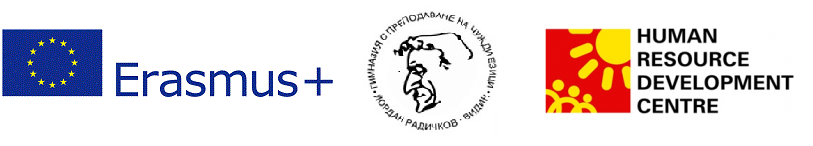 Erasmus+
ГИМНАЗИЯ С ПРЕПОДАВАНЕ НА ЧУЖДИ ЕЗИЦИ
• ЙОРДАН РАДИЧКОВ • ВИДИН •
HUMAN
RESOURCE
DEVELOPMENT
CENTRE